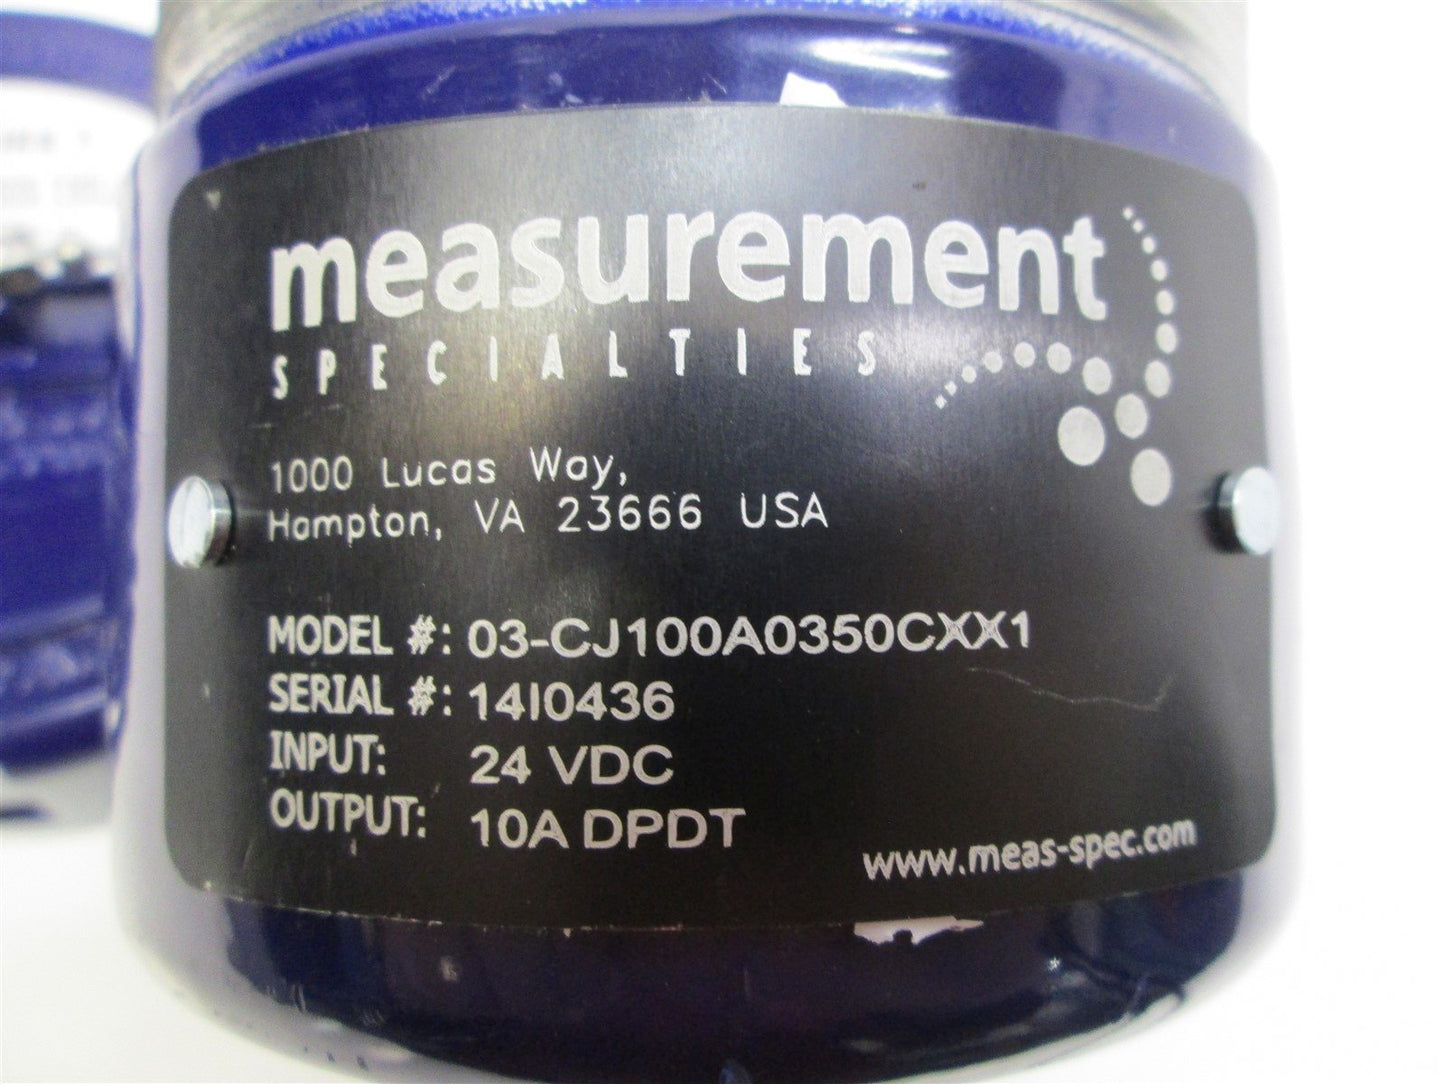 measurement
SPECIALTIES
1000 Lucas Way,
Hampton, VA 23666 USA
MODEL #: 03-CJ100A0350CXX1
SERIAL #: 14I0436
INPUT: 24 VDC
OUTPUT: 10A DPDT
www.meas-spec.com